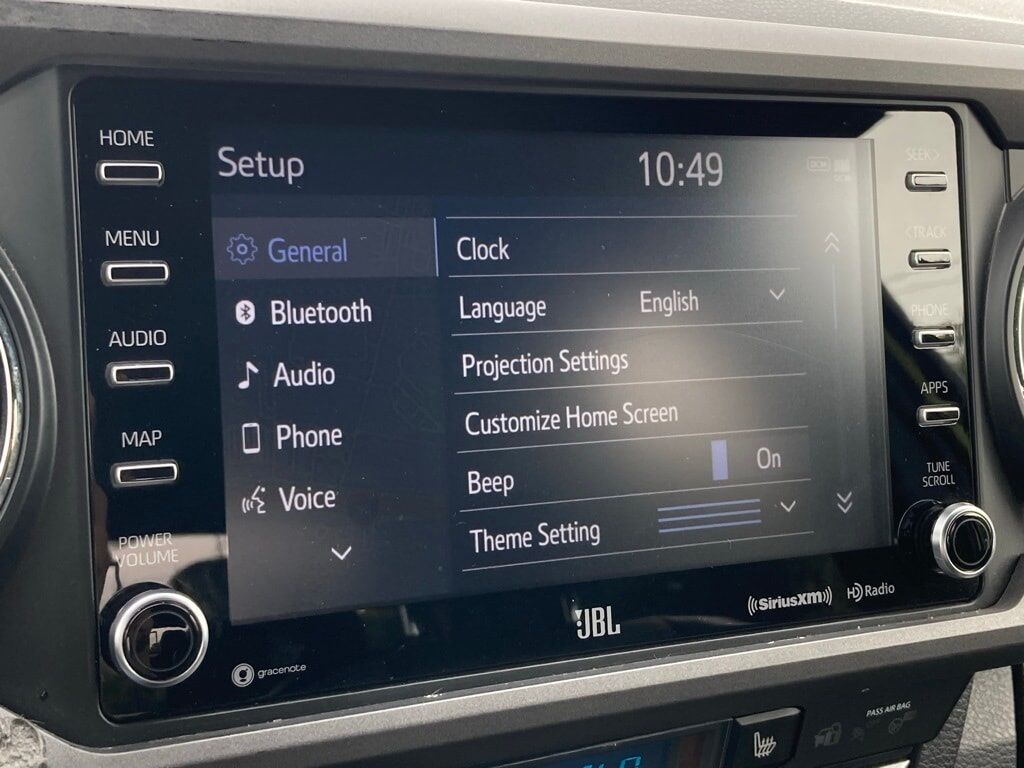 HOME
MENU
AUDIO
MAP
POWER
VOLUME
Setup
10:49
DCM
General
Bluetooth
Audio
Phone
Voice
Clock
Language English
Projection Settings
Customize Home Screen
Beep On
Theme Setting
SEEK >
< TRACK
PHONE
APPS
TUNE
SCROLL
gracenote
JBL
((SiriusXM))
HD Radio
PASS AIR BAG